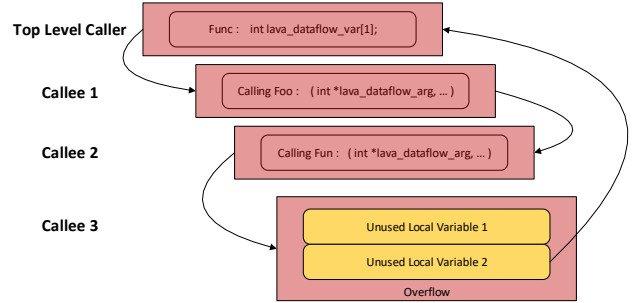 Top Level Caller
Func :   int lava_dataflow_var[1];
Callee 1
Calling Foo :   ( int *lava_dataflow_arg, … )
Callee 2
Calling Fun :   ( int *lava_dataflow_arg, … )
Callee 3
Unused Local Variable 1
Unused Local Variable 2
Overflow